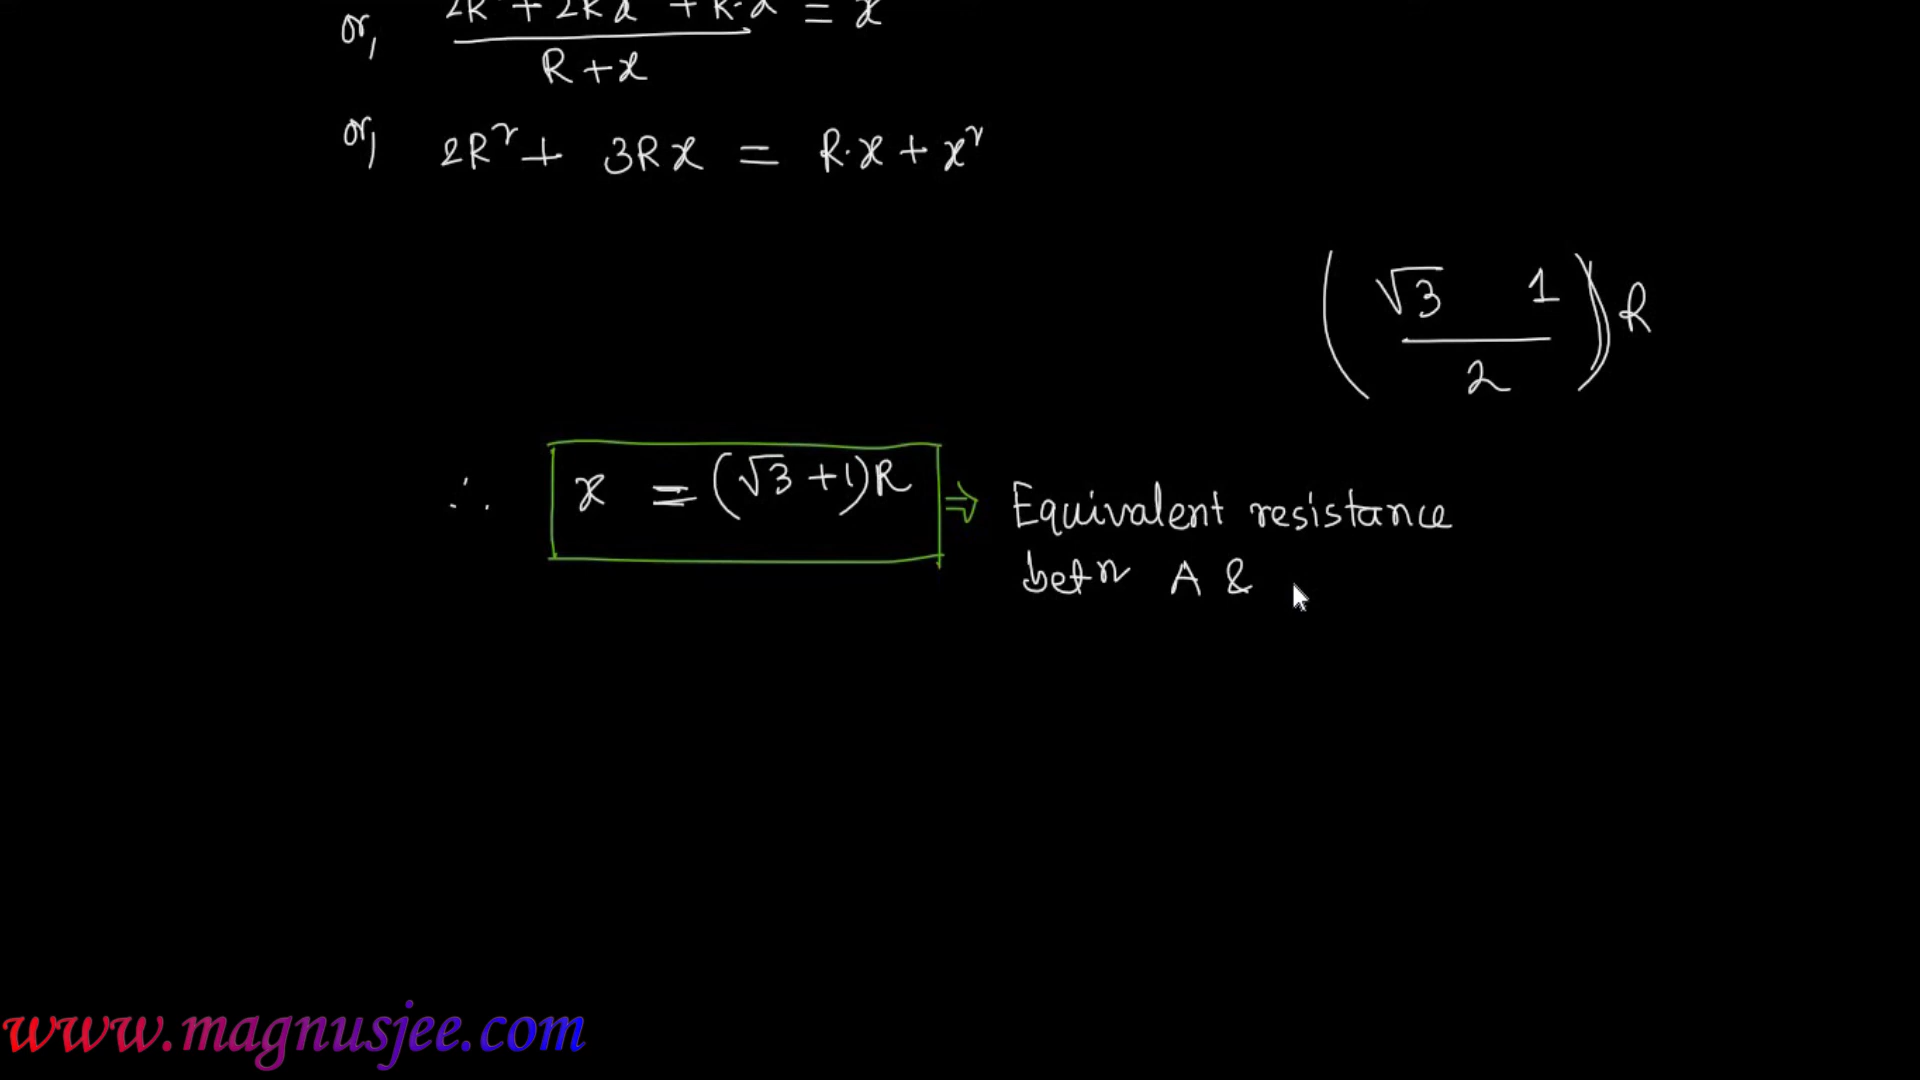 or, 2R² + 2Rx + R·x / R + x = x
or, 2R² + 3Rx = R·x + x²
(√3 1 / 2) R
∴ x = (√3 + 1)R ⇒ Equivalent resistance
betn A &
www.magnusjee.com